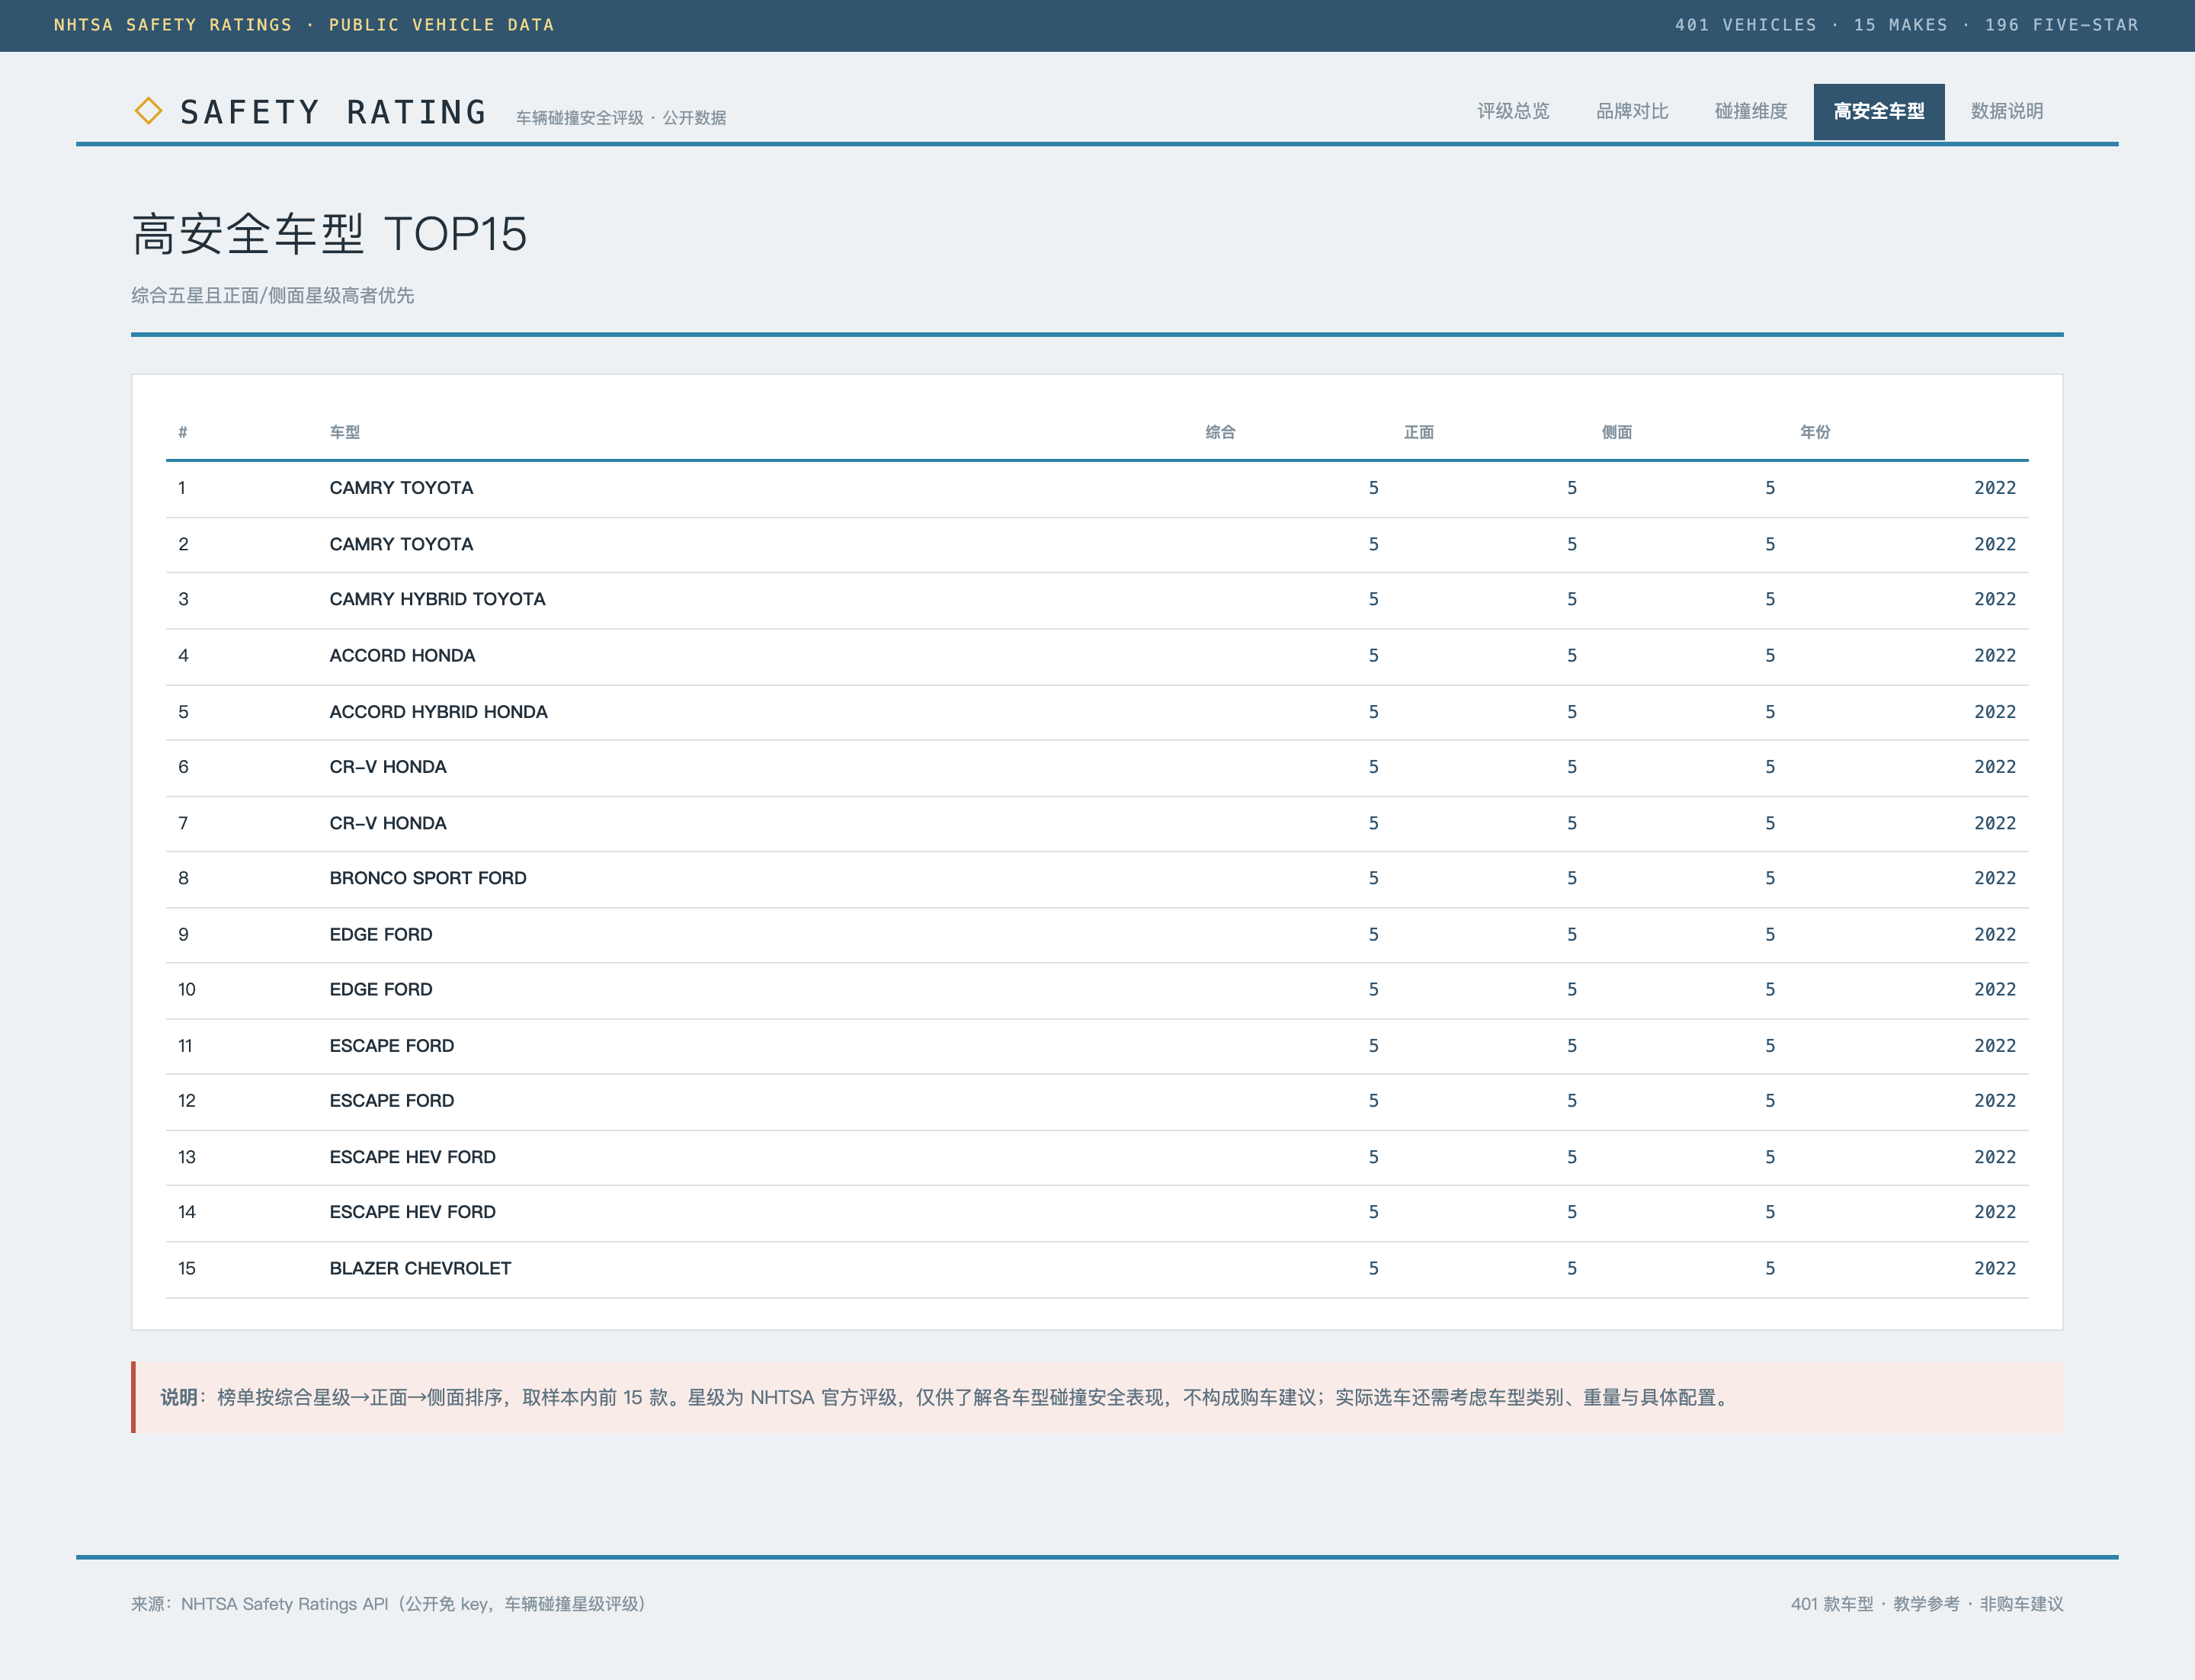 NHTSA SAFETY RATINGS · PUBLIC VEHICLE DATA
401 VEHICLES · 15 MAKES · 196 FIVE-STAR
SAFETY RATING 车辆碰撞安全评级 · 公开数据
评级总览 品牌对比 碰撞维度 高安全车型 数据说明
高安全车型 TOP15
综合五星且正面/侧面星级高者优先
# 车型 综合 正面 侧面 年份
1 CAMRY TOYOTA 5 5 5 2022
2 CAMRY TOYOTA 5 5 5 2022
3 CAMRY HYBRID TOYOTA 5 5 5 2022
4 ACCORD HONDA 5 5 5 2022
5 ACCORD HYBRID HONDA 5 5 5 2022
6 CR-V HONDA 5 5 5 2022
7 CR-V HONDA 5 5 5 2022
8 BRONCO SPORT FORD 5 5 5 2022
9 EDGE FORD 5 5 5 2022
10 EDGE FORD 5 5 5 2022
11 ESCAPE FORD 5 5 5 2022
12 ESCAPE FORD 5 5 5 2022
13 ESCAPE HEV FORD 5 5 5 2022
14 ESCAPE HEV FORD 5 5 5 2022
15 BLAZER CHEVROLET 5 5 5 2022
说明：榜单按综合星级→正面→侧面排序，取样本内前 15 款。星级为 NHTSA 官方评级，仅供了解各车型碰撞安全表现，不构成购车建议；实际选车还需考虑车型类别、重量与具体配置。
来源：NHTSA Safety Ratings API（公开免 key，车辆碰撞星级评级）
401 款车型 · 教学参考 · 非购车建议